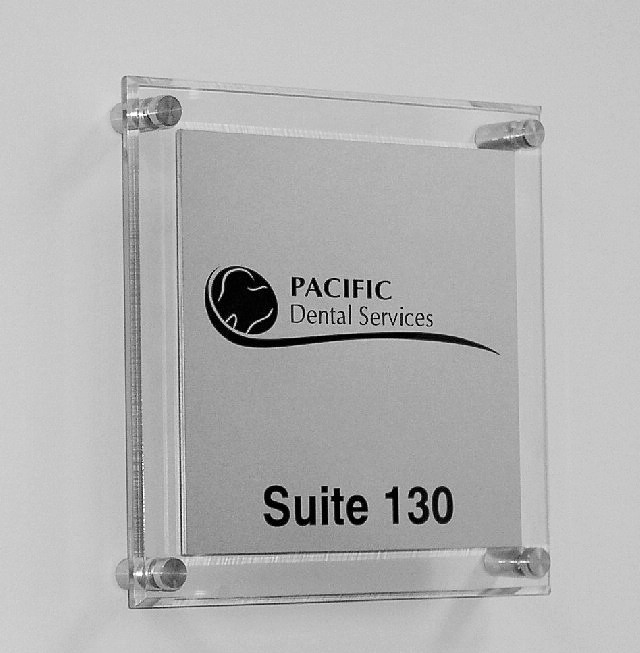 PACIFIC
Dental Services
Suite 130